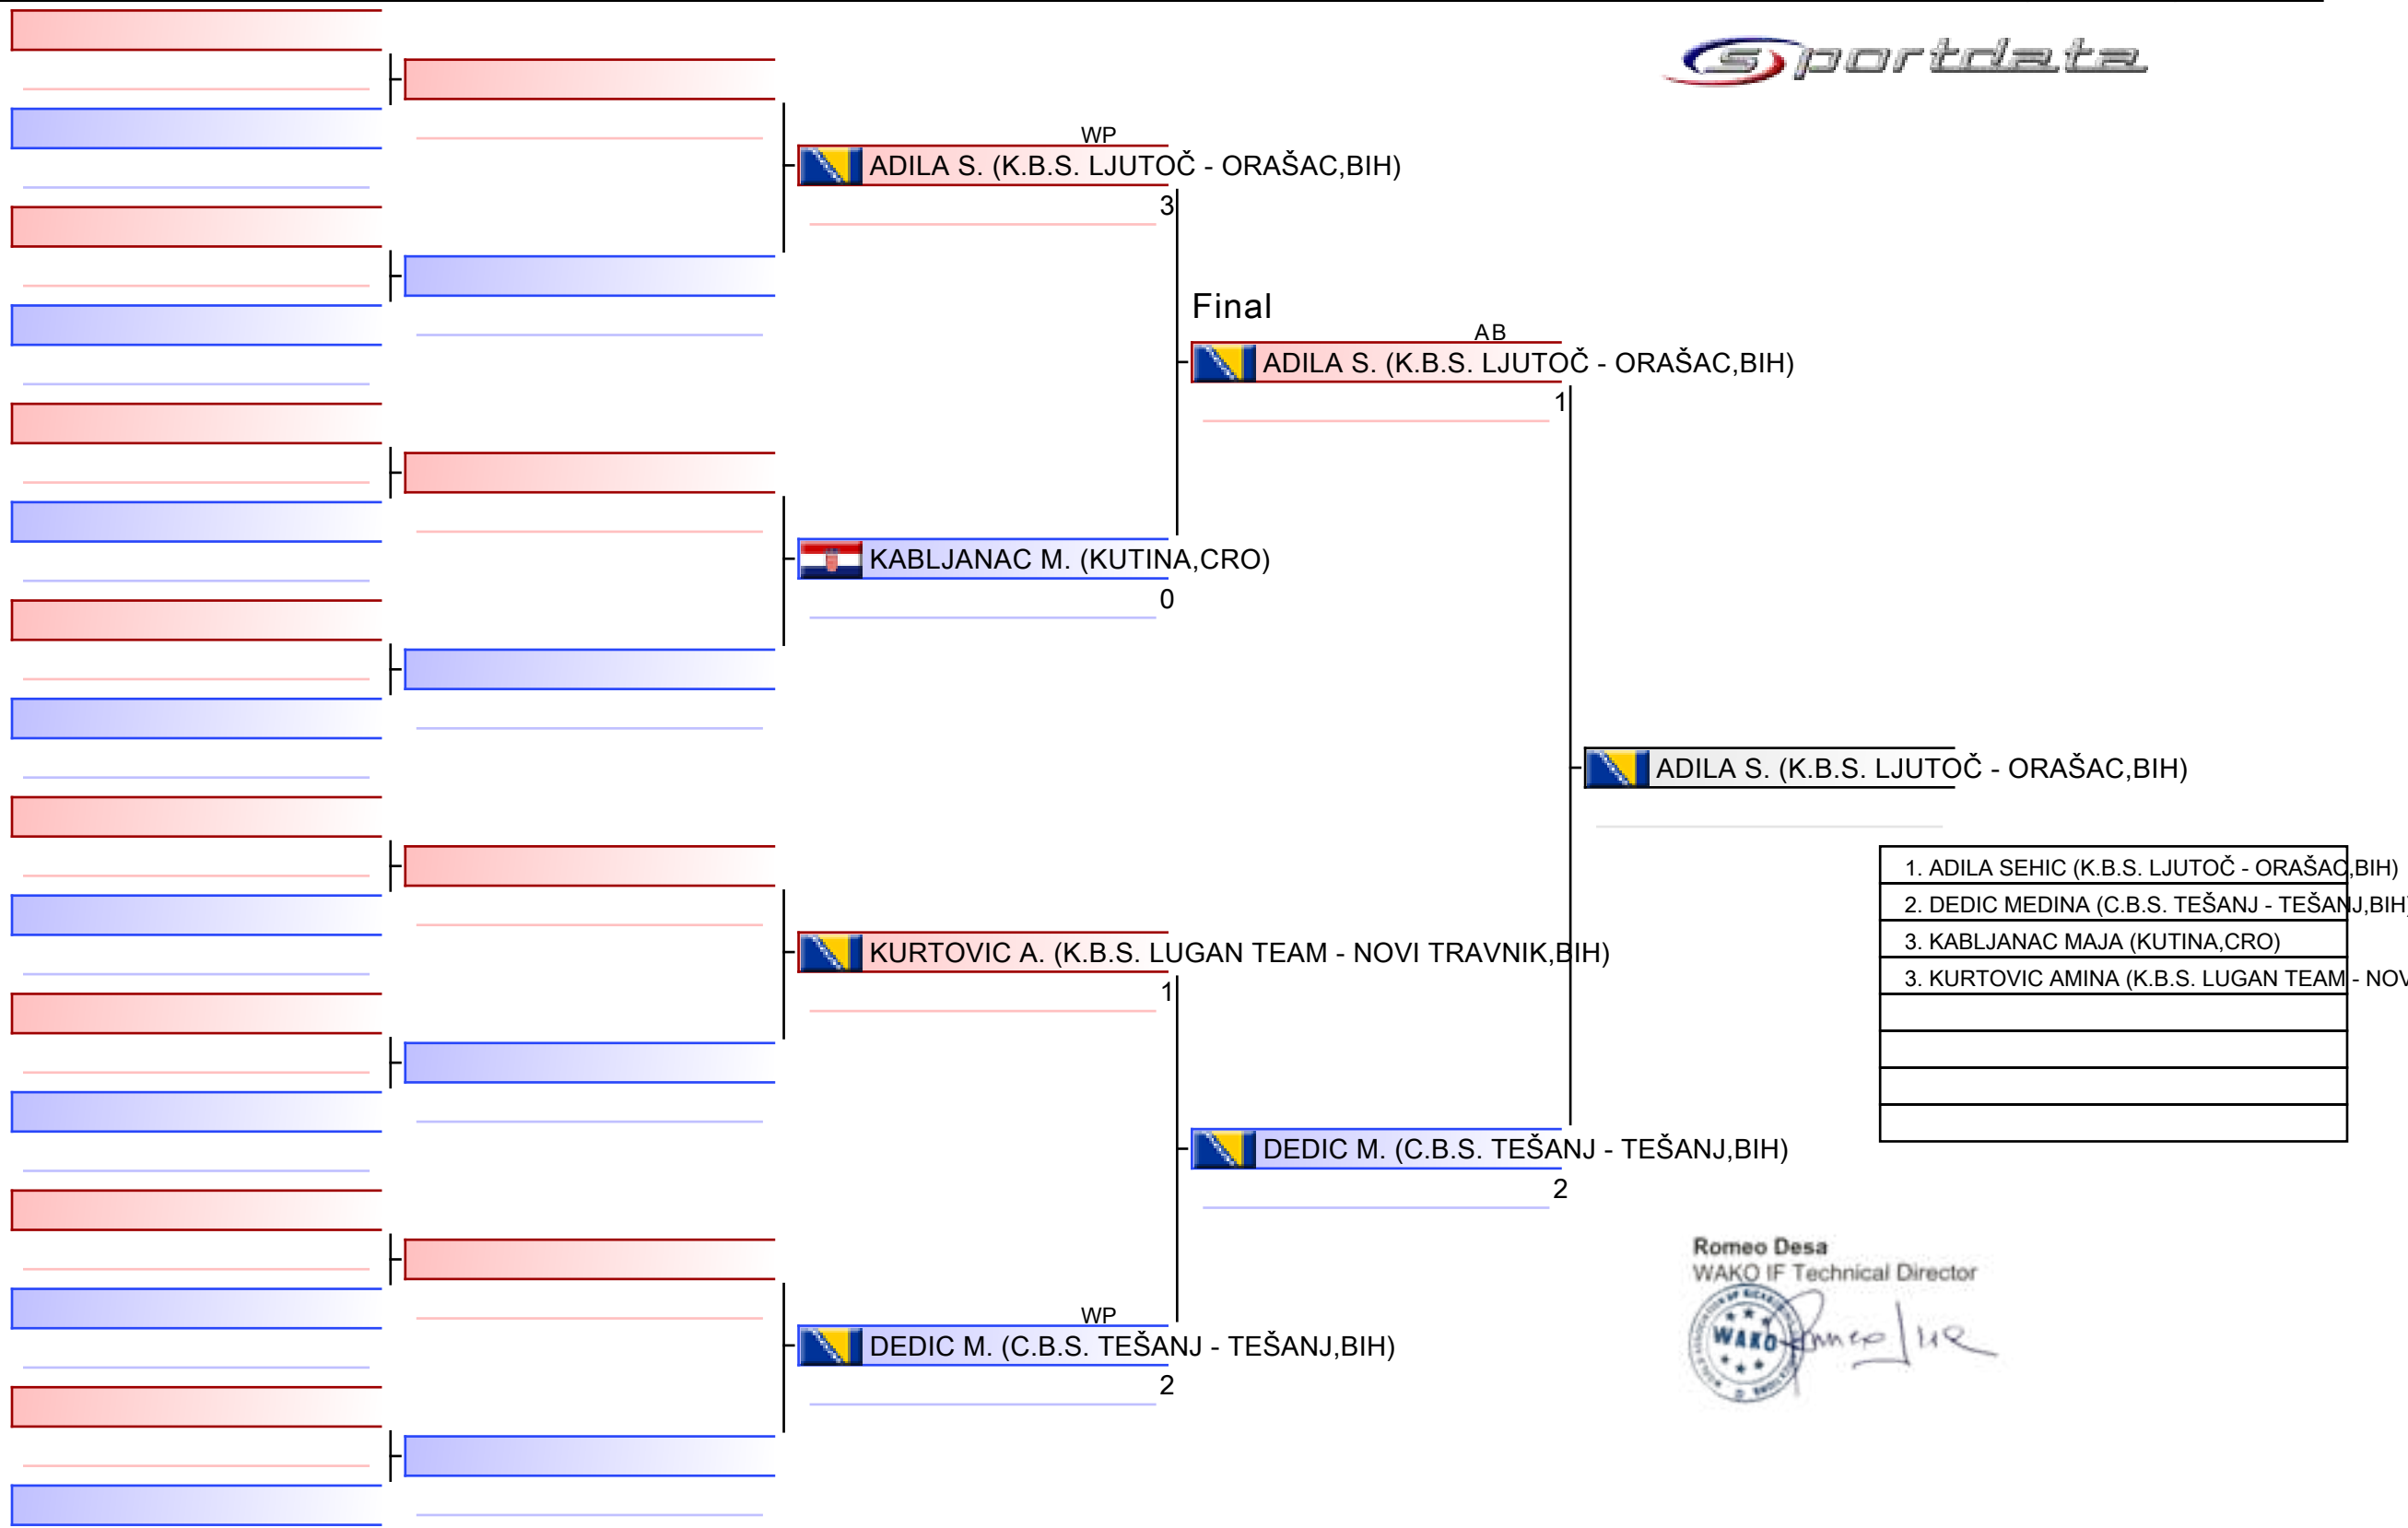 sportdata
WP
ADILA S. (K.B.S. LJUTOČ - ORAŠAC,BIH)
3
Final
AB
ADILA S. (K.B.S. LJUTOČ - ORAŠAC,BIH)
1
KABLJANAC M. (KUTINA,CRO)
0
ADILA S. (K.B.S. LJUTOČ - ORAŠAC,BIH)
1. ADILA SEHIC (K.B.S. LJUTOČ - ORAŠAC,BIH)
2. DEDIC MEDINA (C.B.S. TEŠANJ - TEŠANJ,BIH)
3. KABLJANAC MAJA (KUTINA,CRO)
3. KURTOVIC AMINA (K.B.S. LUGAN TEAM - NOV
KURTOVIC A. (K.B.S. LUGAN TEAM - NOVI TRAVNIK,BIH)
1
DEDIC M. (C.B.S. TEŠANJ - TEŠANJ,BIH)
2
WP
DEDIC M. (C.B.S. TEŠANJ - TEŠANJ,BIH)
2
Romeo Desa
WAKO IF Technical Director
WAKO